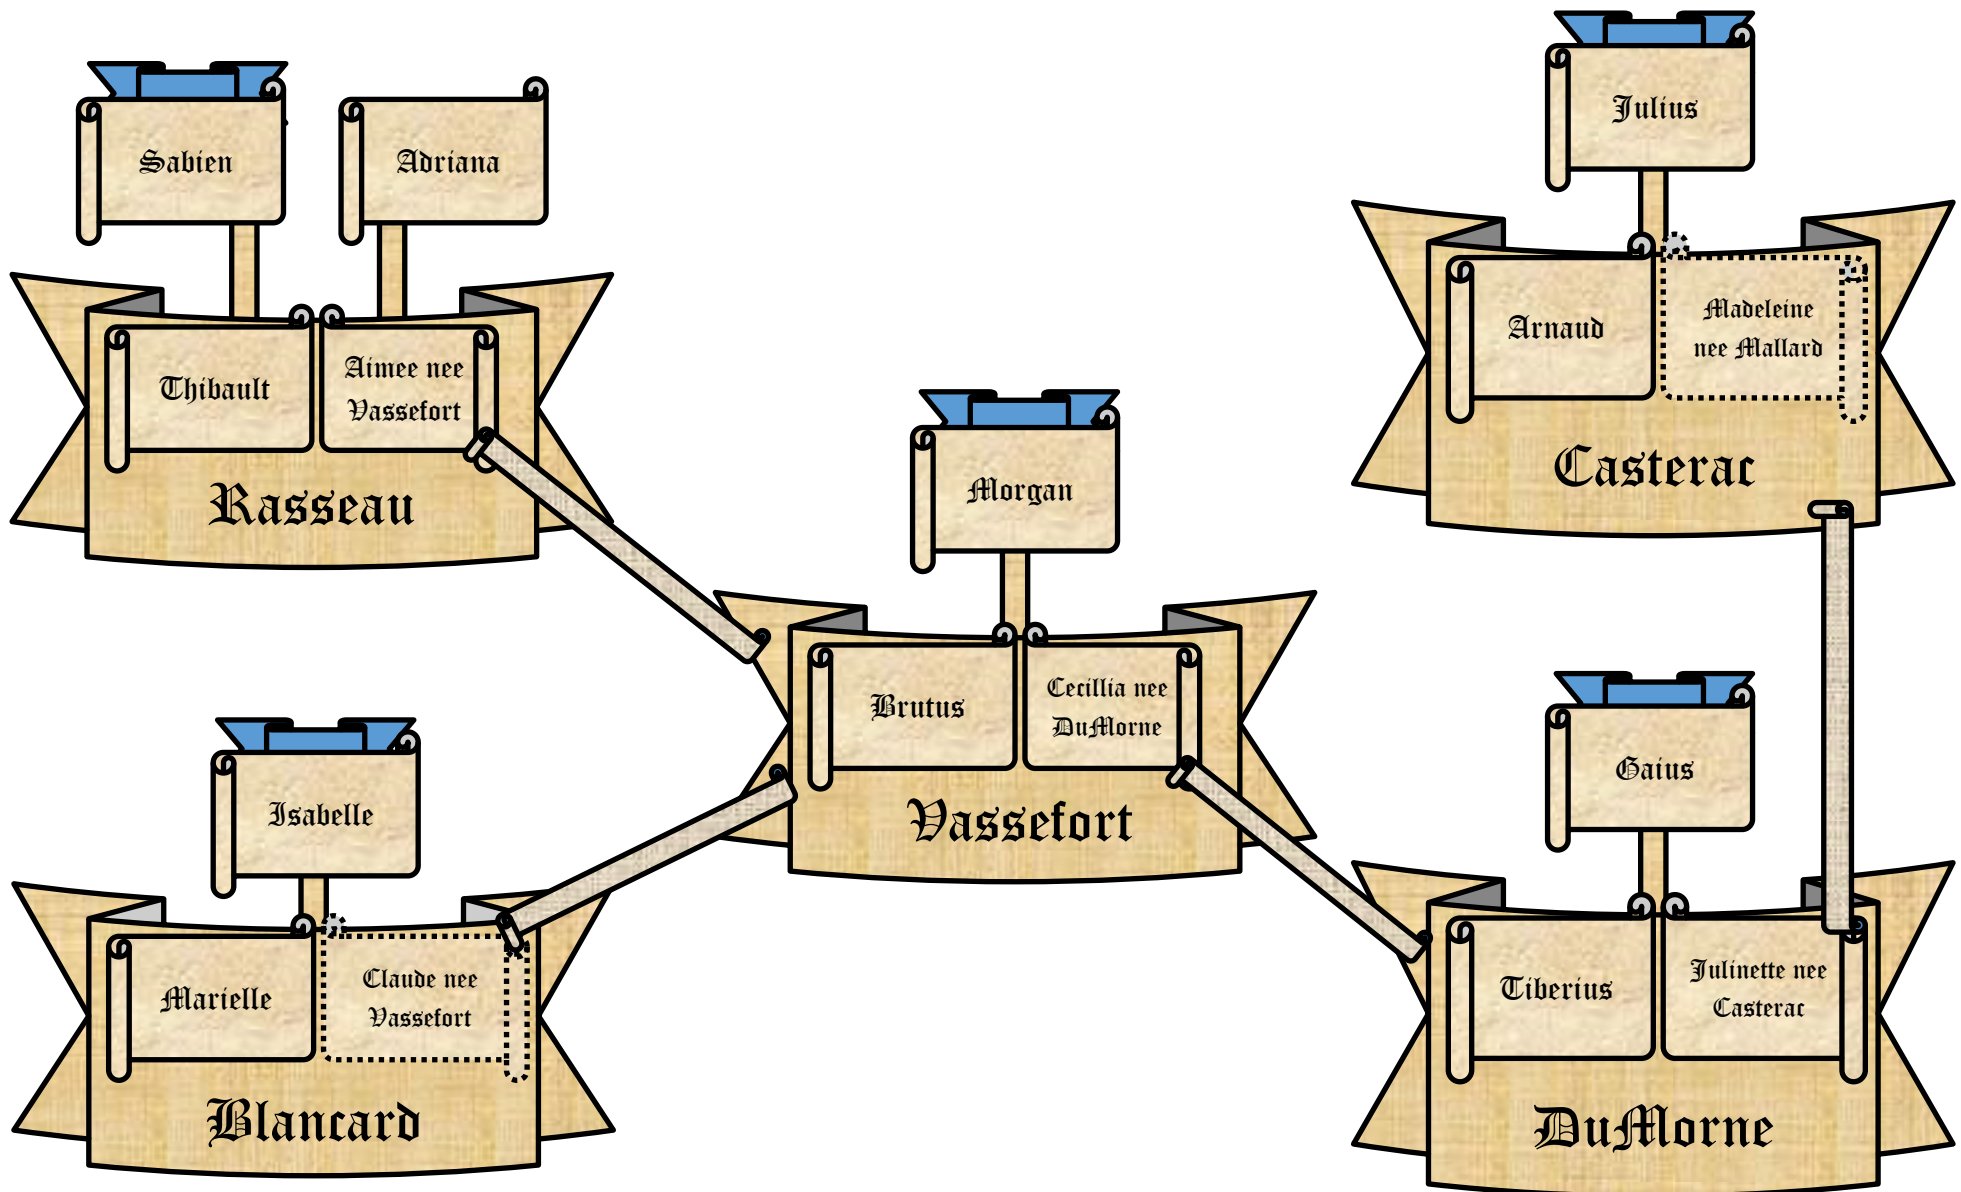 Sabien
Adriana
Thibault
Aimee nee
Vassefort
Rasseau
Julius
Arnaud
Madeleine
nee Mallard
Casterac
Morgan
Brutus
Cecillia nee
DuMorne
Vassefort
Isabelle
Marielle
Claude nee
Vassefort
Blancard
Gaius
Tiberius
Julinette nee
Casterac
DuMorne